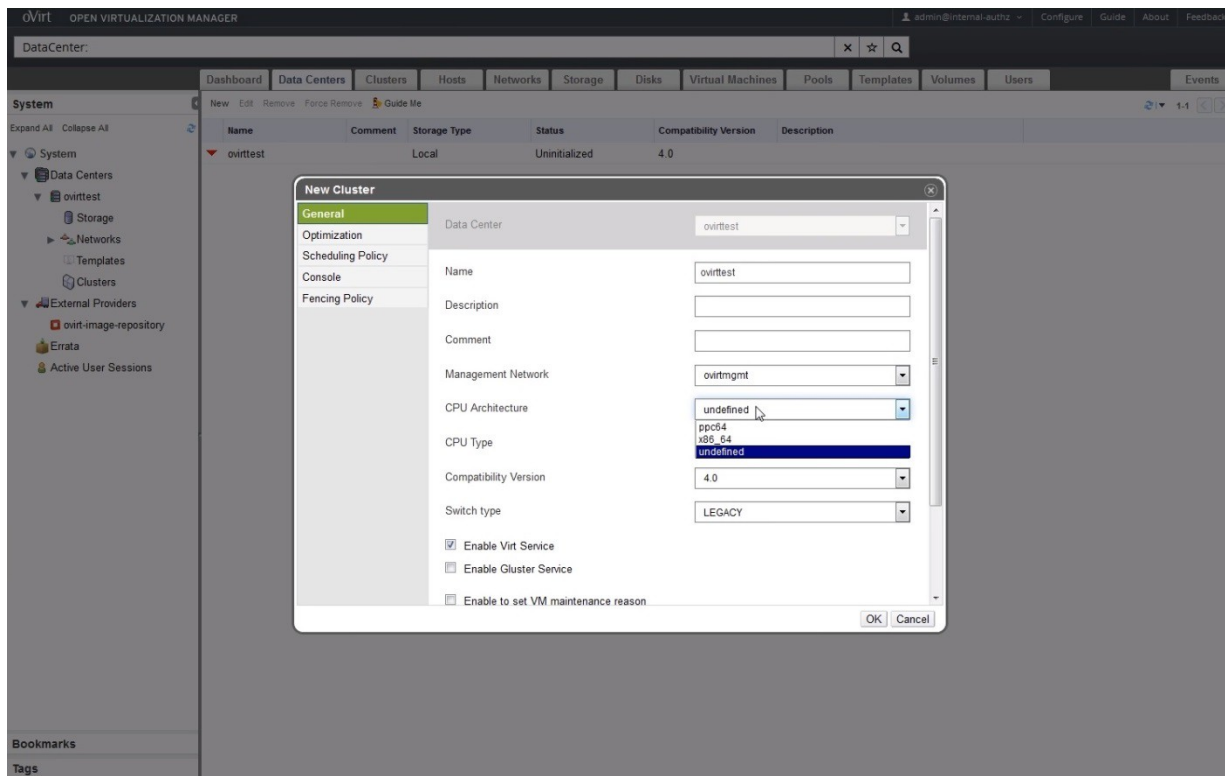 oVirt OPEN VIRTUALIZATION MANAGER
admin@internal-authz Configure Guide About Feedback
DataCenter:
Dashboard Data Centers Clusters Hosts Networks Storage Disks Virtual Machines Pools Templates Volumes Users Events
System
New Edit Remove Force Remove Guide Me
1-1
Expand All Collapse All
Name Comment Storage Type Status Compatibility Version Description
ovirttest Local Uninitialized 4.0
System
Data Centers
ovirttest
Storage
Networks
Templates
Clusters
External Providers
ovirt-image-repository
Errata
Active User Sessions
Bookmarks
Tags
New Cluster
General
Optimization
Scheduling Policy
Console
Fencing Policy
Data Center ovirttest
Name ovirttest
Description
Comment
Management Network ovirtmgmt
CPU Architecture undefined
ppc64
x86_64
undefined
CPU Type
Compatibility Version 4.0
Switch type LEGACY
Enable Virt Service
Enable Gluster Service
Enable to set VM maintenance reason
OK Cancel